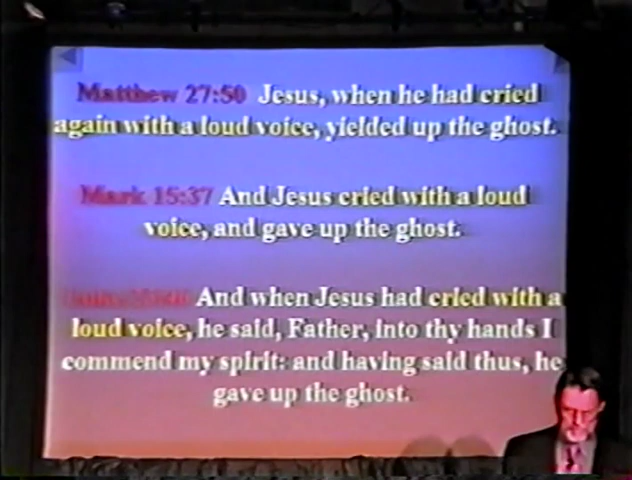 Matthew 27:50 Jesus, when he had cried
again with a loud voice, yielded up the ghost.
Mark 15:37 And Jesus cried with a loud
voice, and gave up the ghost.
And when Jesus had cried with a
loud voice, he said, Father, into thy hands I
commend my spirit: and having said thus, he
gave up the ghost.